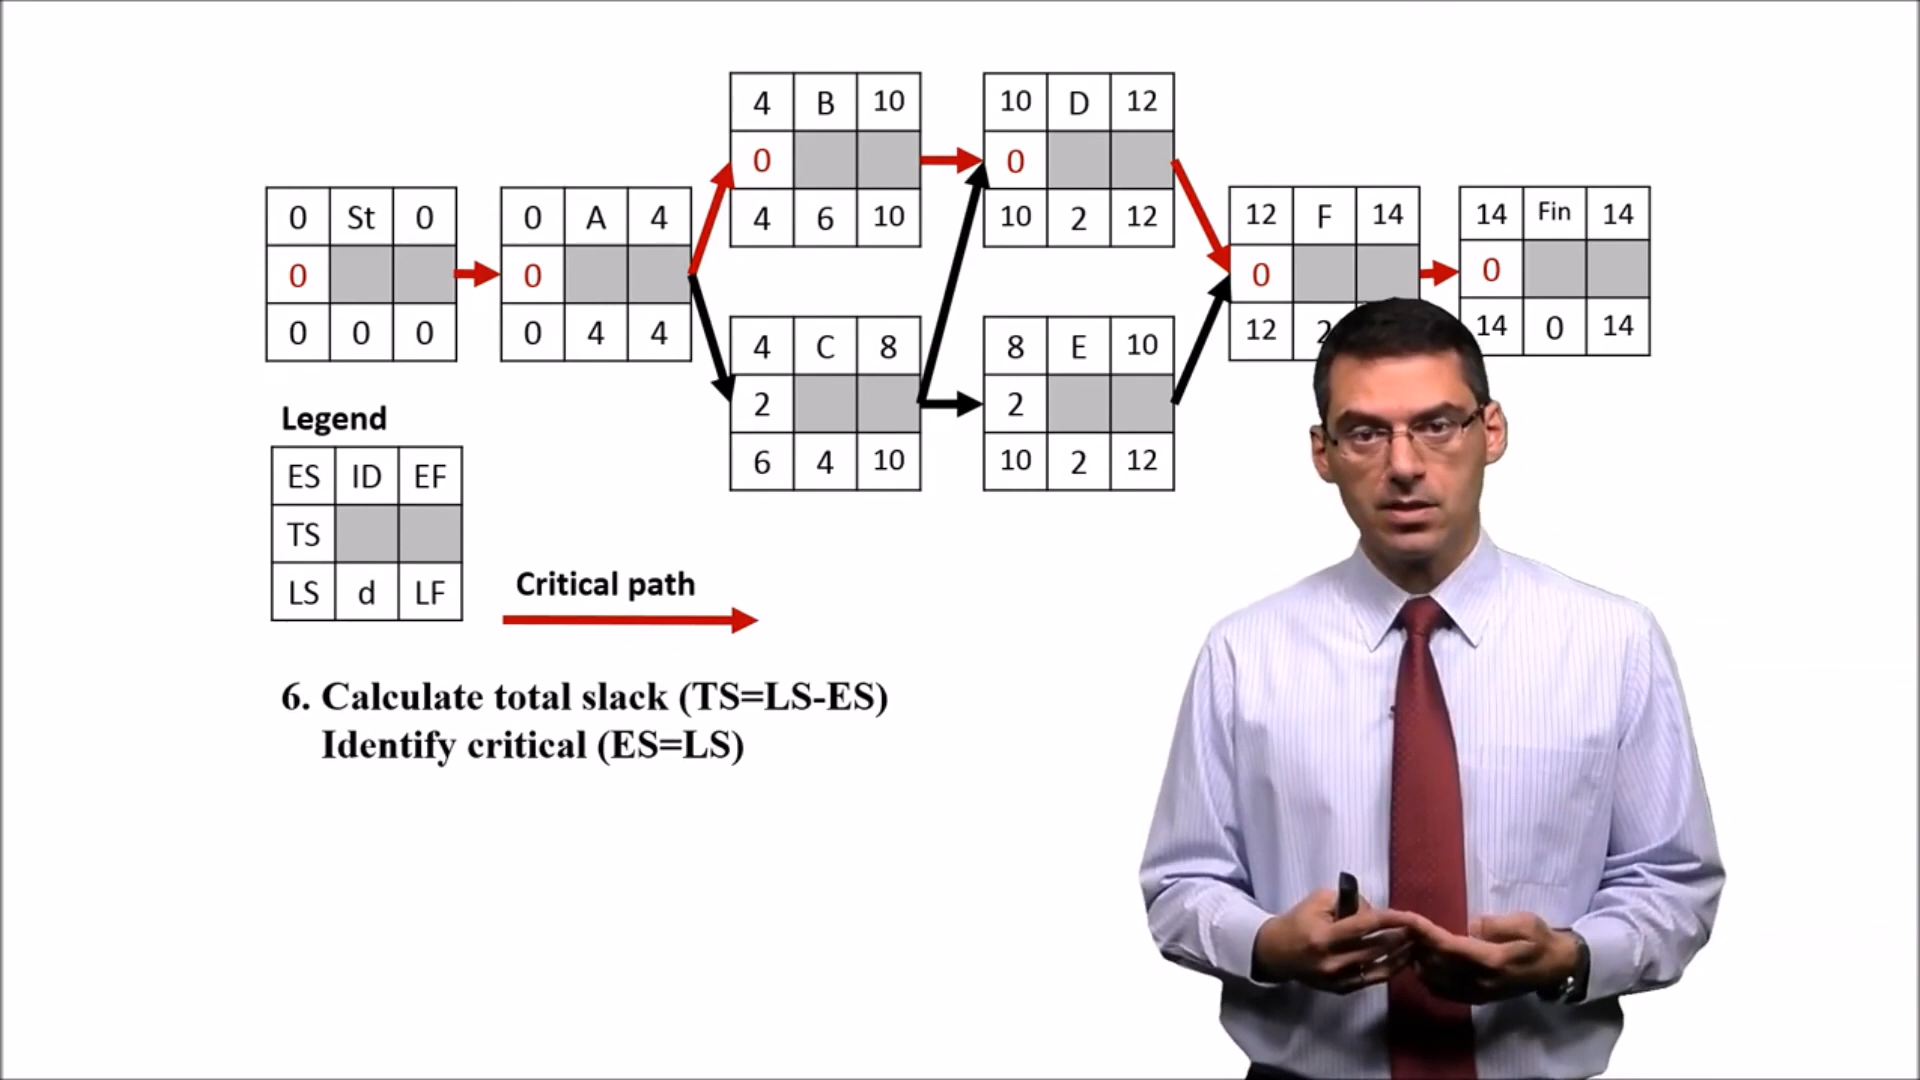 4 B 10
0
4 6 10
10 D 12
0
10 2 12
0 St 0
0
0 0 0
0 A 4
0
0 4 4
12 F 14
0
12 2
14 Fin 14
0
14 0 14
4 C 8
2
6 4 10
8 E 10
2
10 2 12
Legend
ES ID EF
TS
LS d LF
Critical path
6. Calculate total slack (TS=LS-ES)
Identify critical (ES=LS)